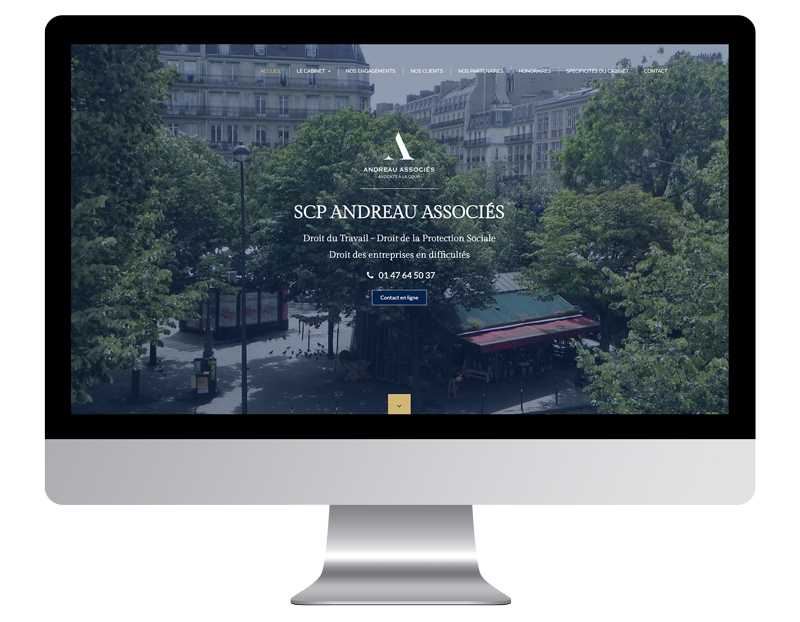 ACCUEIL LE CABINET NOS ENGAGEMENTS NOS CLIENTS NOS PARTENAIRES HONORAIRES SPÉCIFICITÉS DU CABINET CONTACT
A
ANDREAU ASSOCIÉS
AVOCATS À LA COUR
SCP ANDREAU ASSOCIÉS
Droit du Travail - Droit de la Protection Sociale
Droit des entreprises en difficultés
01 47 64 50 37
Contact en ligne